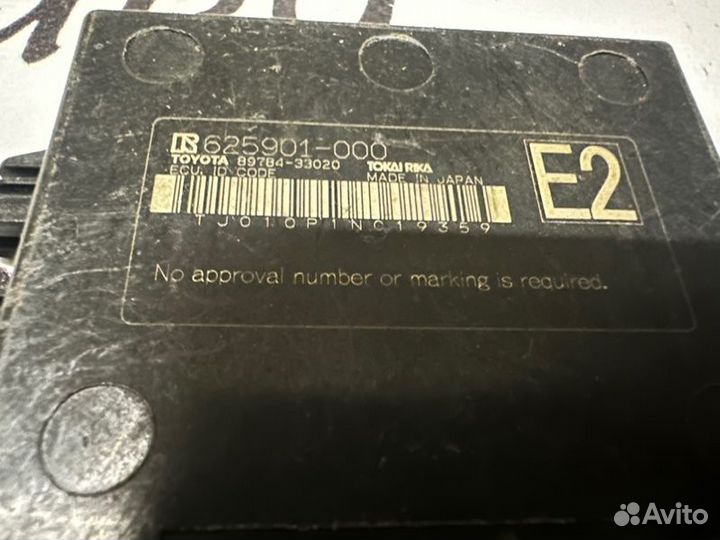 625901-000
TOYOTA 89784-33020 TOKAI RIKA
ECU. ID CODE MADE IN JAPAN
E2
TJ010P1NC19359
No approval number or marking is required.
Avito